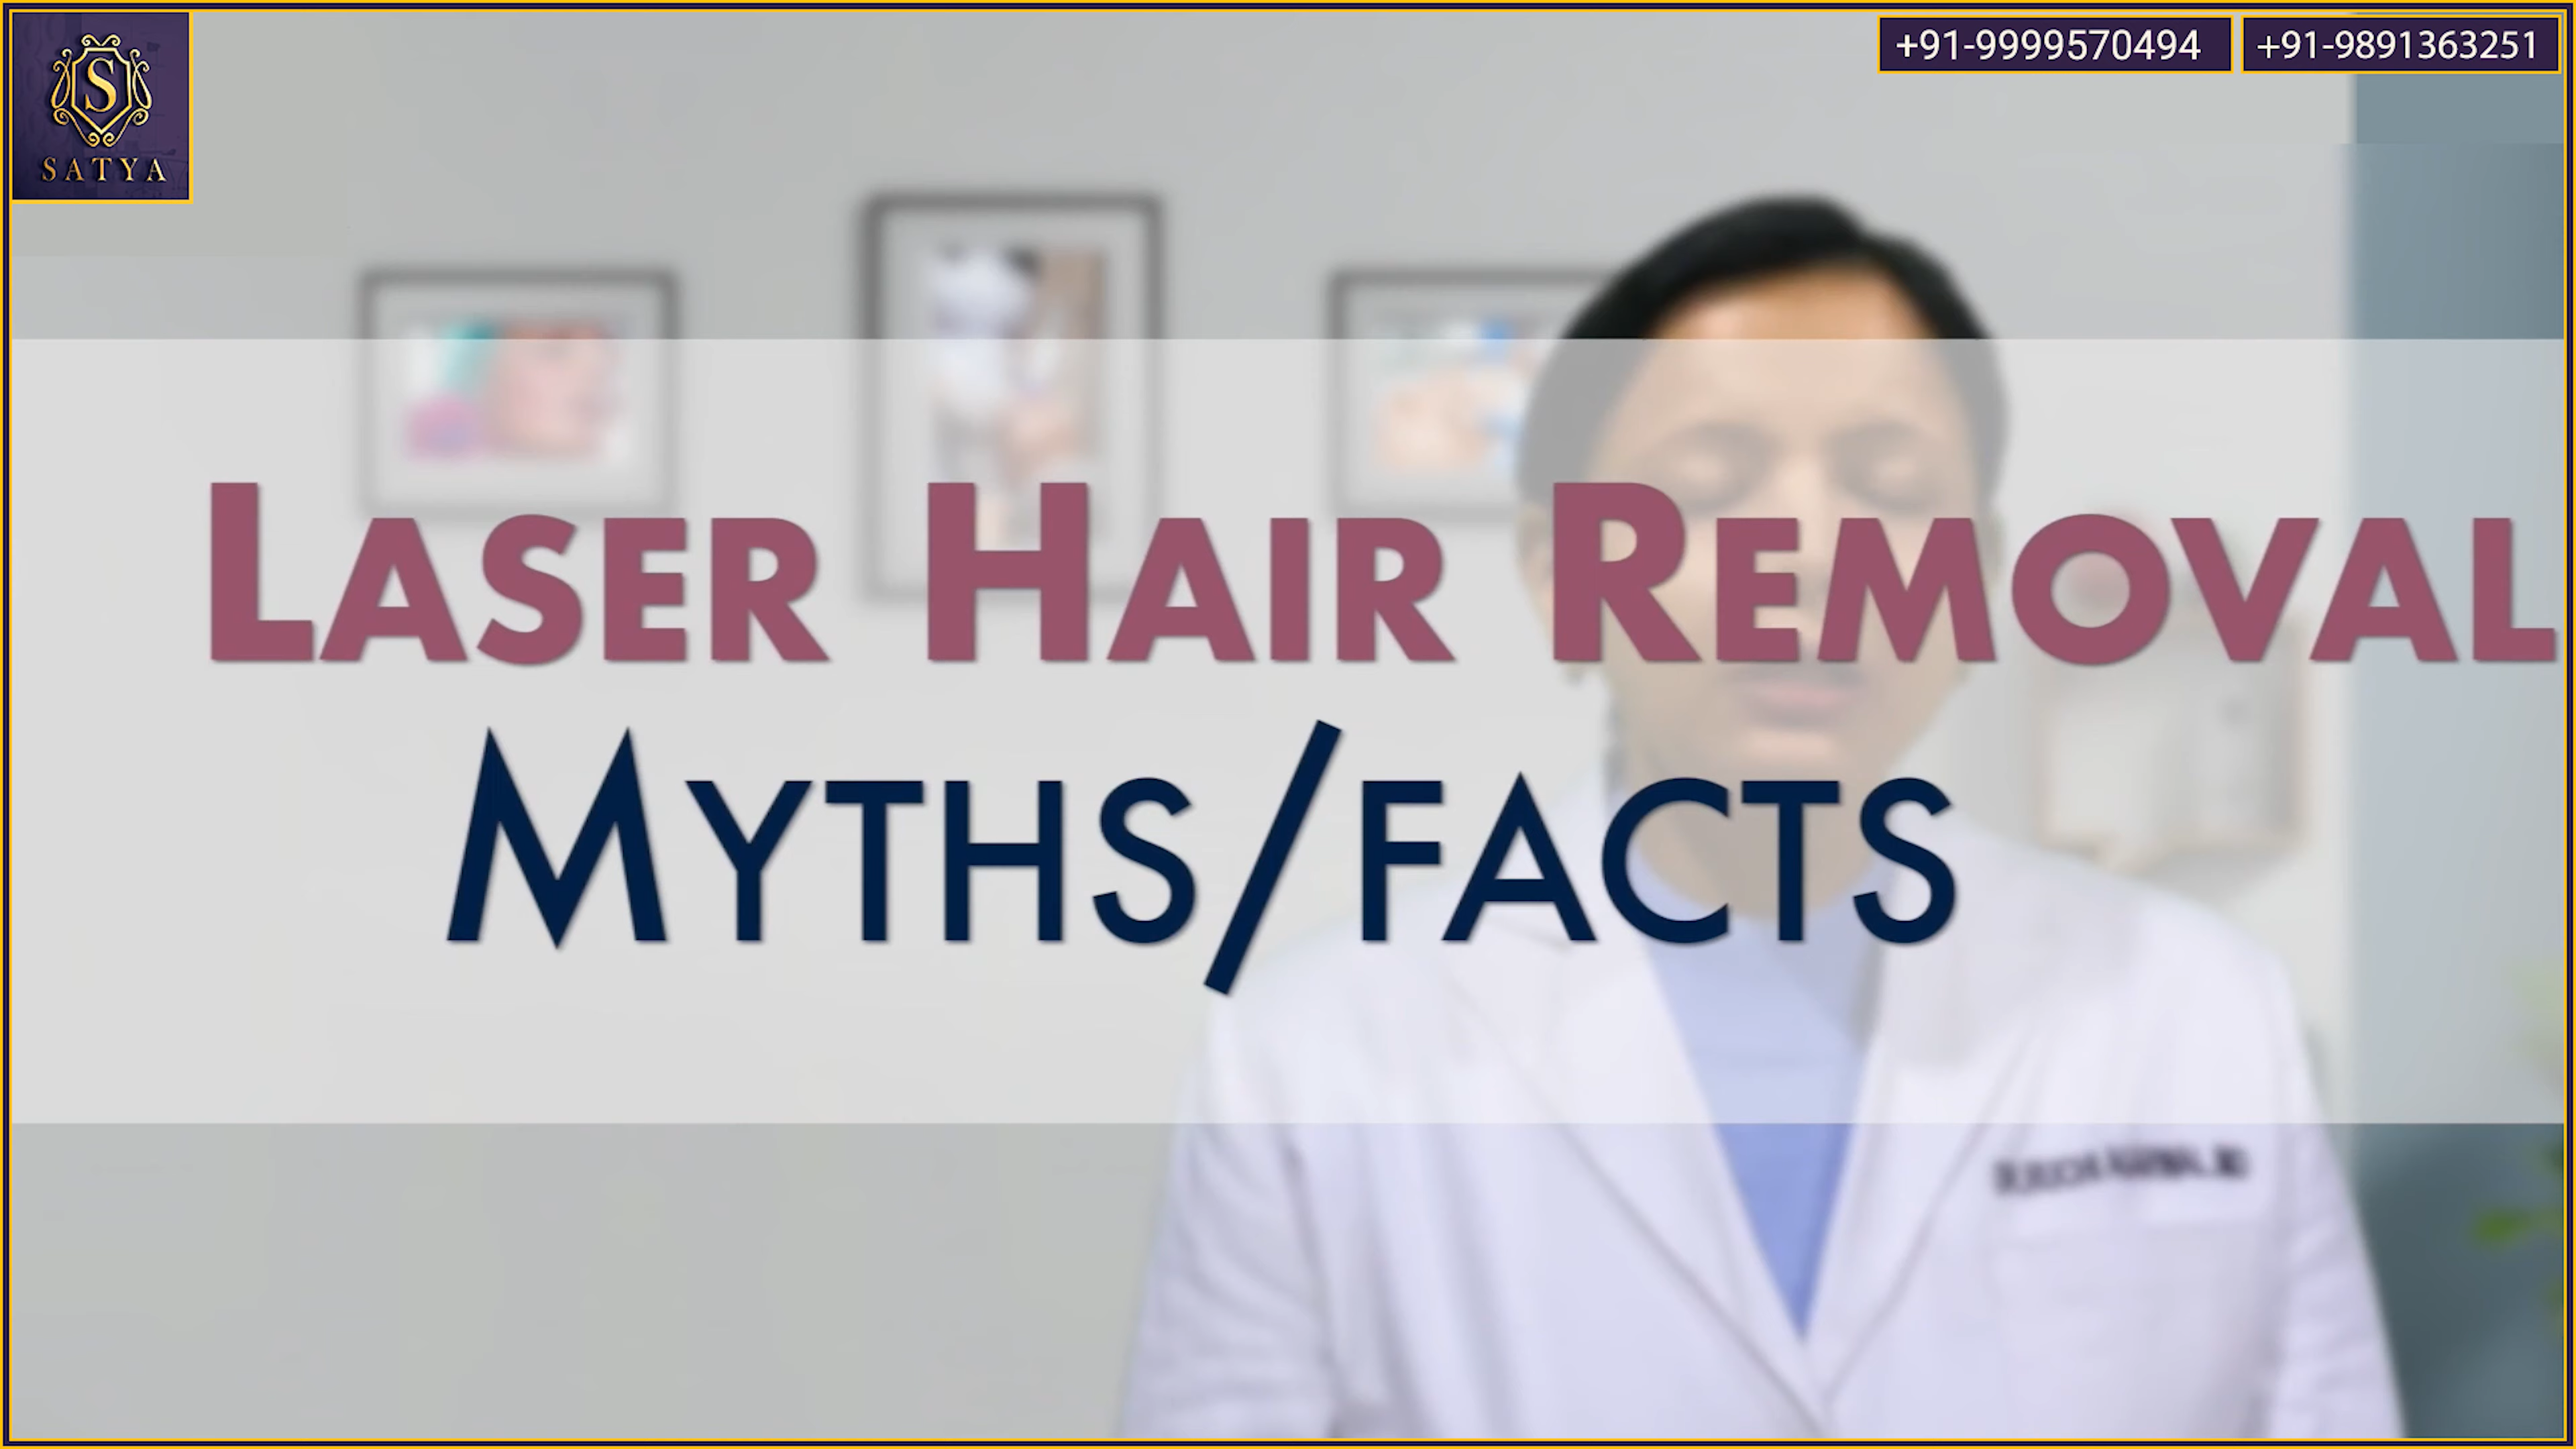 S
SATYA
+91-9999570494
+91-9891363251
LASER HAIR REMOVAL
MYTHS/FACTS